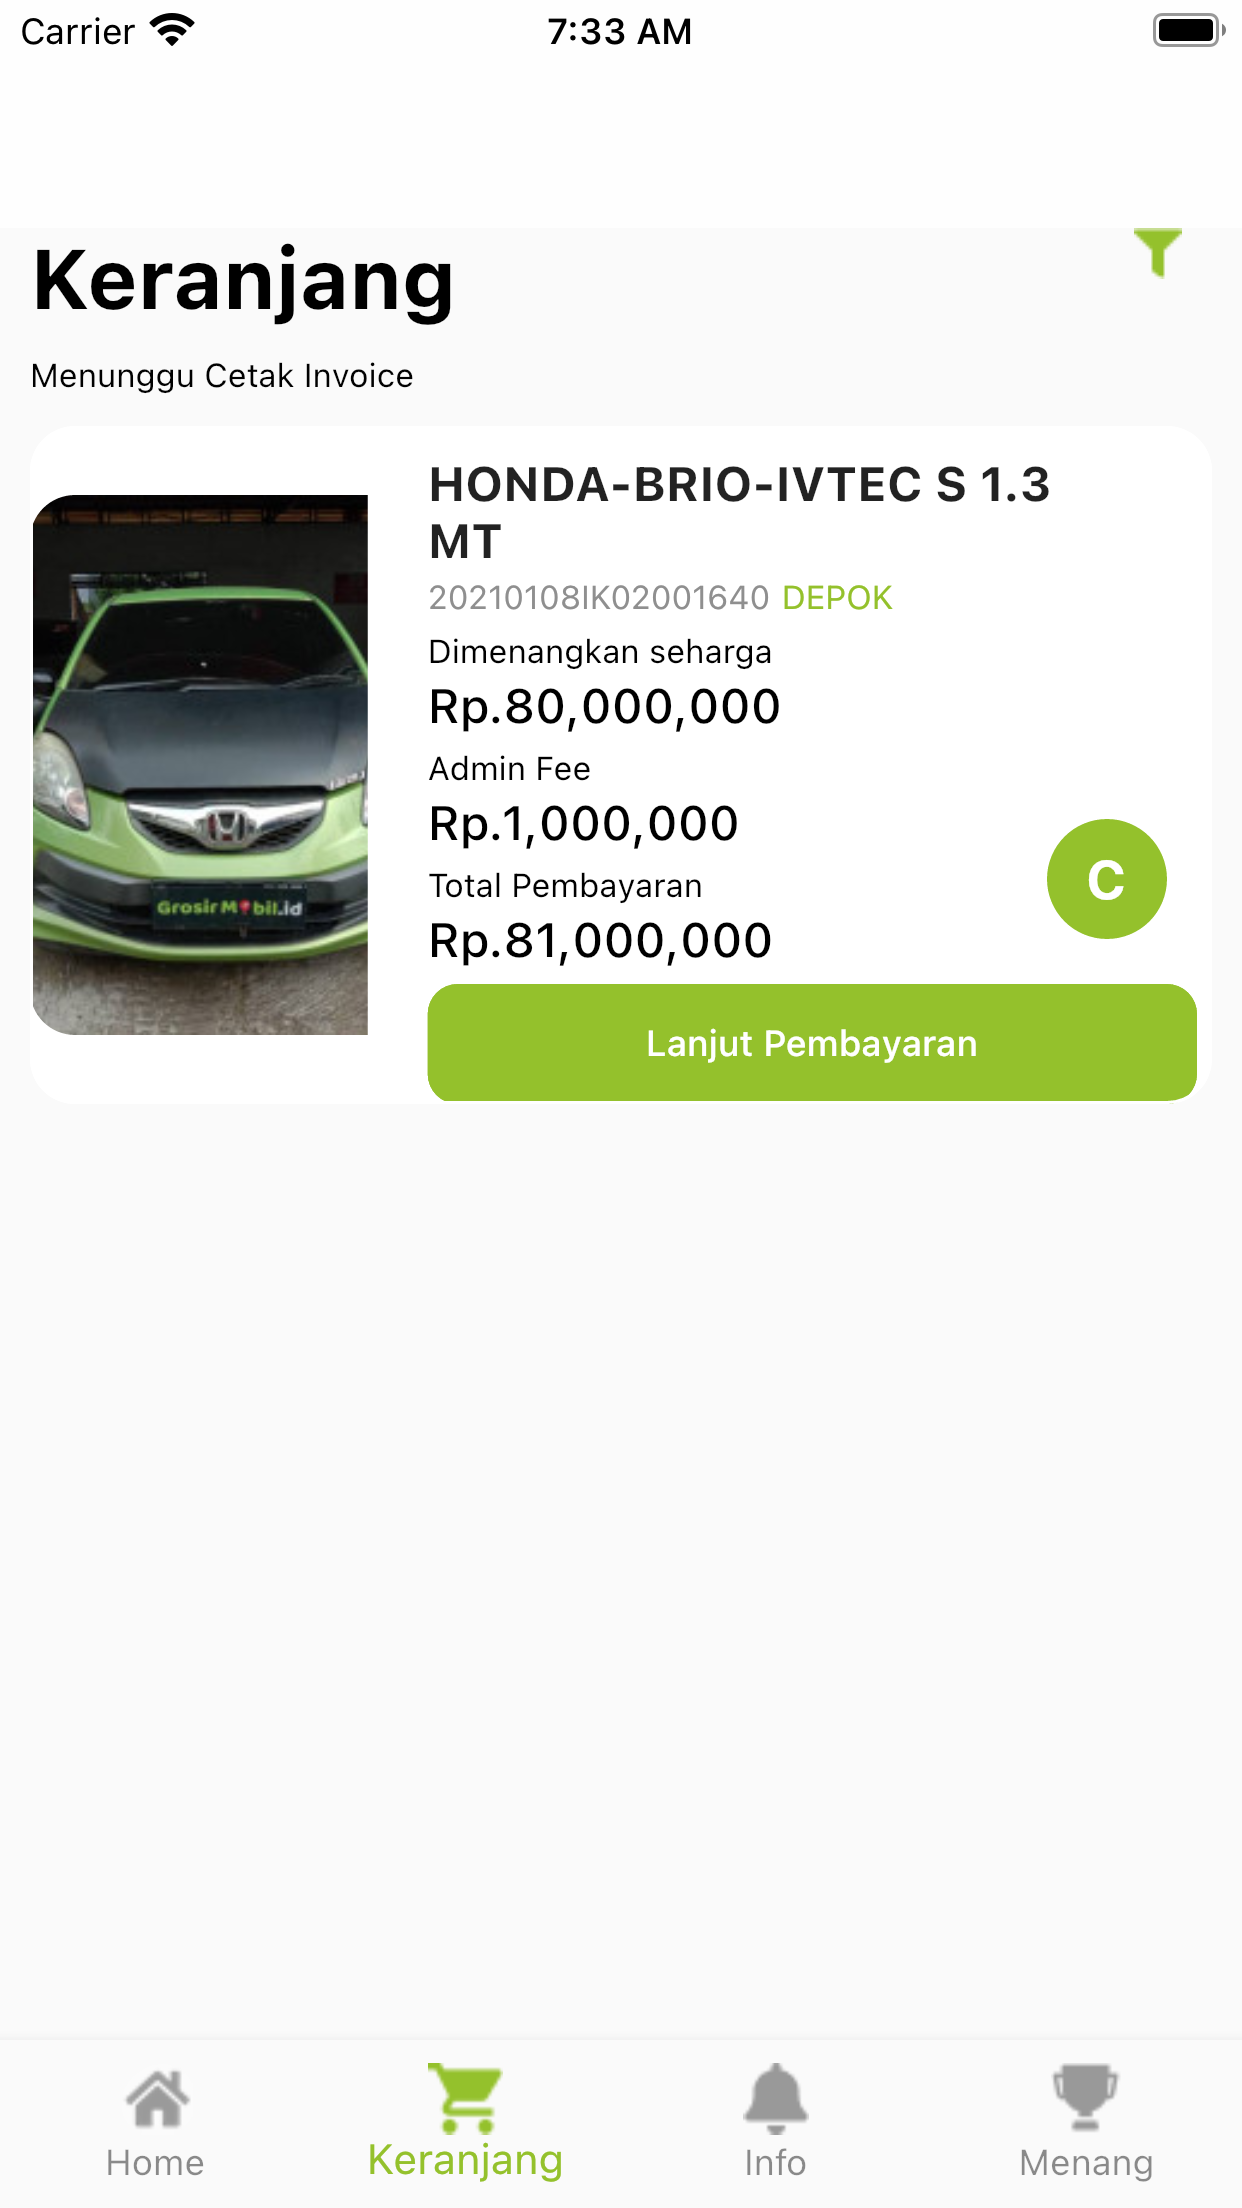 Carrier 7:33 AM
Keranjang
Menunggu Cetak Invoice
HONDA-BRIO-IVTEC S 1.3
MT
20210108IK02001640 DEPOK
Dimenangkan seharga
Rp.80,000,000
Admin Fee
Rp.1,000,000
Total Pembayaran
Rp.81,000,000
C
GrosirMobil.id
Lanjut Pembayaran
Home Keranjang Info Menang